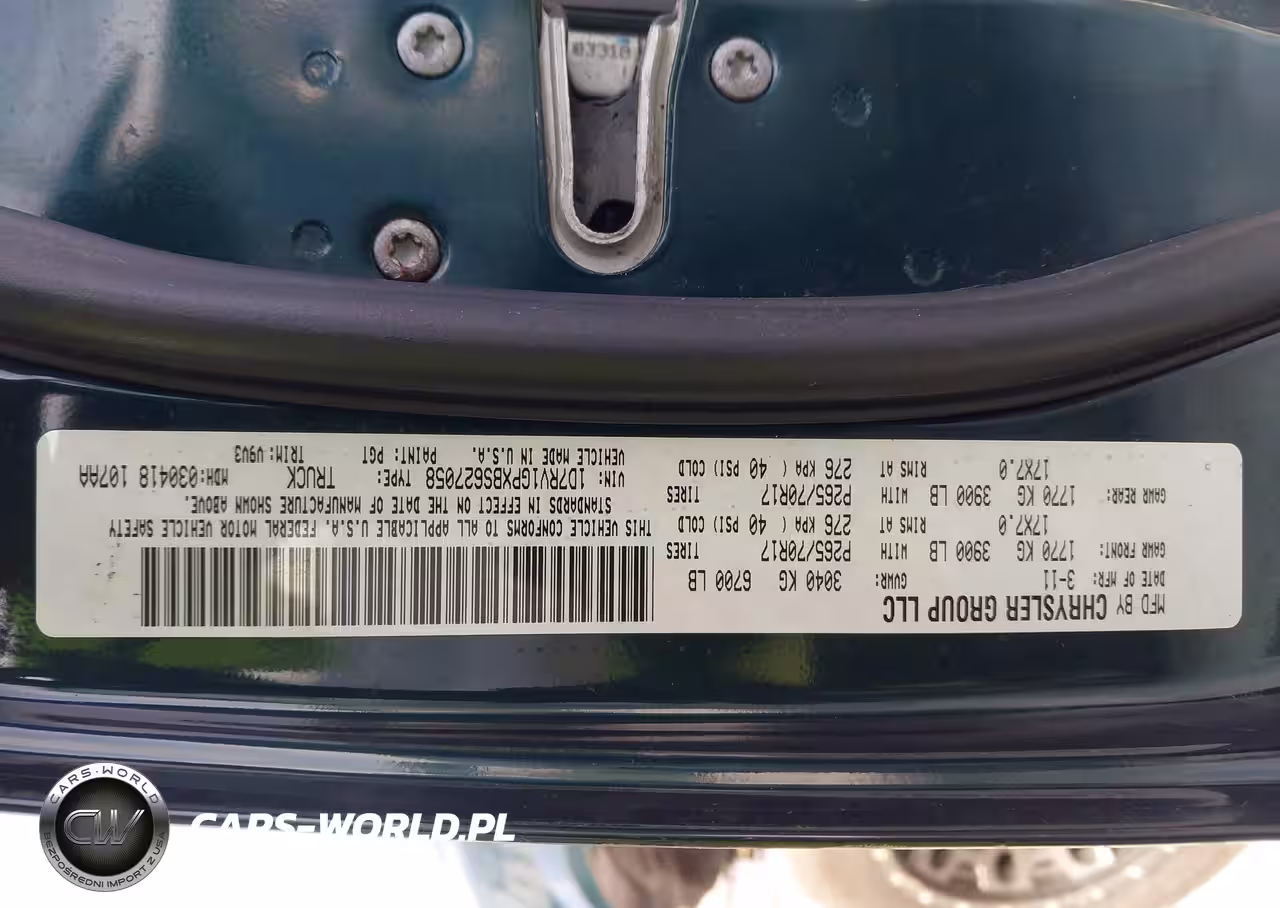 MFD BY CHRYSLER GROUP LLC
DATE OF MFR: 3-11 GVWR: 3040 KG 6700 LB
GAWR FRONT: 1770 KG 3900 LB WITH P265/70R17 TIRES
17X7.0 RIMS AT 276 KPA ( 40 PSI) COLD
GAWR REAR: 1770 KG 3900 LB WITH P265/70R17 TIRES
17X7.0 RIMS AT 276 KPA ( 40 PSI) COLD
THIS VEHICLE CONFORMS TO ALL APPLICABLE U.S.A. FEDERAL MOTOR VEHICLE SAFETY
STANDARDS IN EFFECT ON THE DATE OF MANUFACTURE SHOWN ABOVE.
VIN: 1D7RV1GPXBS627058 TYPE: TRUCK MDH:030418 107AA
VEHICLE MADE IN U.S.A. PAINT: PGT TRIM: V9V3
CARS-WORLD
CW
BEZPOŚREDNI IMPORT Z USA
CARS-WORLD.PL